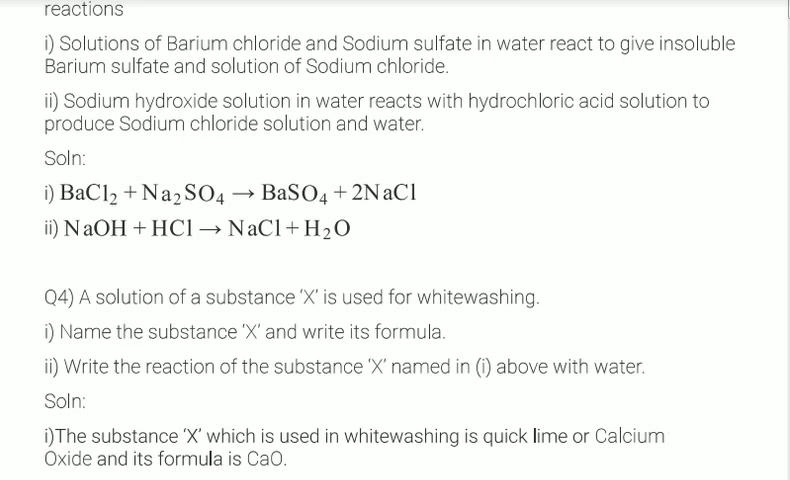 reactions
i) Solutions of Barium chloride and Sodium sulfate in water react to give insoluble
Barium sulfate and solution of Sodium chloride.
ii) Sodium hydroxide solution in water reacts with hydrochloric acid solution to
produce Sodium chloride solution and water.
Soln:
i) BaCl₂ + Na₂SO₄ → BaSO₄ + 2NaCl
ii) NaOH + HCl → NaCl + H₂O
Q4) A solution of a substance ‘X’ is used for whitewashing.
i) Name the substance ‘X’ and write its formula.
ii) Write the reaction of the substance ‘X’ named in (i) above with water.
Soln:
i)The substance ‘X’ which is used in whitewashing is quick lime or Calcium
Oxide and its formula is CaO.